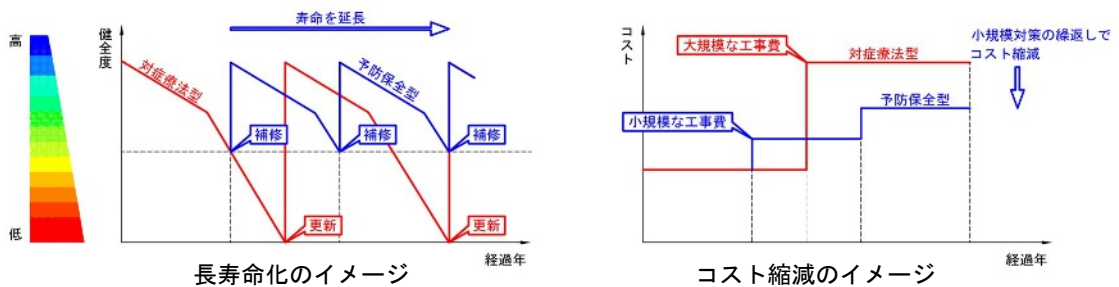 高
低
健全度
寿命を延長
対症療法型
予防保全型
補修
補修
補修
更新
更新
経過年
長寿命化のイメージ
コスト
大規模な工事費
対症療法型
小規模対策の繰返しで
コスト縮減
予防保全型
小規模な工事費
経過年
コスト縮減のイメージ